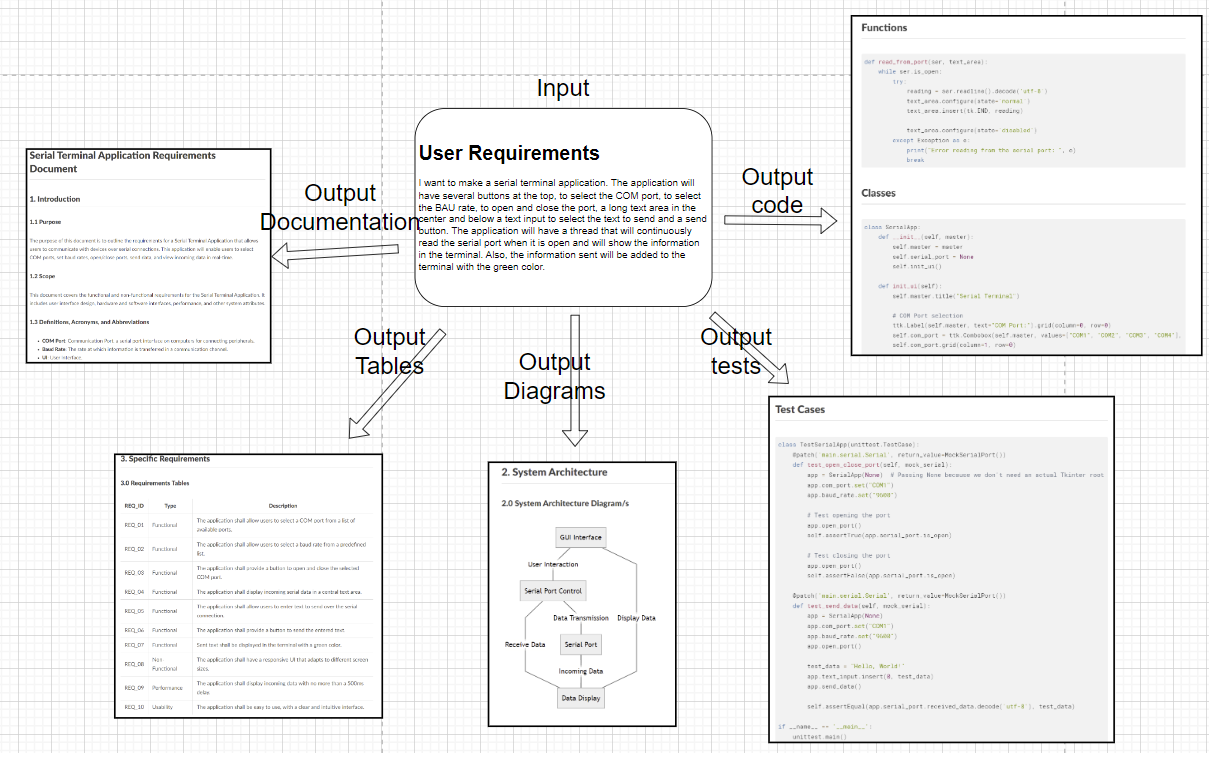 Input
User Requirements
I want to make a serial terminal application. The application will
have several buttons at the top, to select the COM port, to select
the BAU rate, to open and close the port, a long text area in the
center and below a text input to select the text to send and a send
button. The application will have a thread that will continuously
read the serial port when it is open and will show the information
in the terminal. Also, the information sent will be added to the
terminal with the green color.
Output
Documentation
Serial Terminal Application Requirements
Document
1. Introduction
1.1 Purpose
The purpose of this document is to outline the requirements for a Serial Terminal Application that allows
users to communicate with devices over serial connections. This application will enable users to select
COM ports, set baud rates, open/close ports, send data, and view incoming data in real-time.
1.2 Scope
This document covers the functional and non-functional requirements for the Serial Terminal Application. It
includes user interface design, hardware and software interfaces, performance, and other system attributes
1.3 Definitions, Acronyms, and Abbreviations
• COM Port: Communication Port, a serial port interface on computers for connecting peripherals.
• Baud Rate: The rate at which information is transferred in a communication channel.
• UI: User Interface.
Output
code
Functions
def read_from_port(ser, text_area):
while ser.is_open:
try:
reading = ser.readline().decode('utf-8')
text_area.configure(state='normal')
text_area.insert(tk.END, reading)
text_area.configure(state='disabled')
except Exception as e:
print("Error reading from the serial port: ", e)
break
Classes
class SerialApp:
def __init__(self, master):
self.master = master
self.serial_port = None
self.init_ui()
def init_ui(self):
self.master.title("Serial Terminal")
# COM Port selection
ttk.Label(self.master, text="COM Port:").grid(column=0, row=0)
self.com_port = ttk.Combobox(self.master, values=["COM1", "COM2", "COM3", "COM4"],
self.com_port.grid(column=1, row=0)
Output
Tables
3. Specific Requirements
3.0 Requirements Tables
REQ_ID Type Description
REQ_01 Functional The application shall allow users to select a COM port from a list of
available ports.
REQ_02 Functional The application shall allow users to select a baud rate from a predefined
list.
REQ_03 Functional The application shall provide a button to open and close the selected
COM port.
REQ_04 Functional The application shall display incoming serial data in a central text area.
REQ_05 Functional The application shall allow users to enter text to send over the serial
connection.
REQ_06 Functional The application shall provide a button to send the entered text.
REQ_07 Functional Sent text shall be displayed in the terminal with a green color.
REQ_08 Non-
Functional The application shall have a responsive UI that adapts to different screen
sizes.
REQ_09 Performance The application shall display incoming data with no more than a 500ms
delay.
REQ_10 Usability The application shall be easy to use, with a clear and intuitive interface.
Output
Diagrams
2. System Architecture
2.0 System Architecture Diagram/s
GUI Interface
User Interaction
Serial Port Control
Data Transmission
Display Data
Receive Data
Serial Port
Incoming Data
Data Display
Output
tests
Test Cases
class TestSerialApp(unittest.TestCase):
@patch('main.serial.Serial', return_value=MockSerialPort())
def test_open_close_port(self, mock_serial):
app = SerialApp(None) # Passing None because we don't need an actual Tkinter root
app.com_port.set("COM1")
app.baud_rate.set("9600")
# Test opening the port
app.open_port()
self.assertTrue(app.serial_port.is_open)
# Test closing the port
app.open_port()
self.assertFalse(app.serial_port.is_open)
@patch('main.serial.Serial', return_value=MockSerialPort())
def test_send_data(self, mock_serial):
app = SerialApp(None)
app.com_port.set("COM1")
app.baud_rate.set("9600")
app.open_port()
test_data = "Hello, World!"
app.text_input.insert(0, test_data)
app.send_data()
self.assertEqual(app.serial_port.received_data.decode('utf-8'), test_data)
if __name__ == '__main__':
unittest.main()